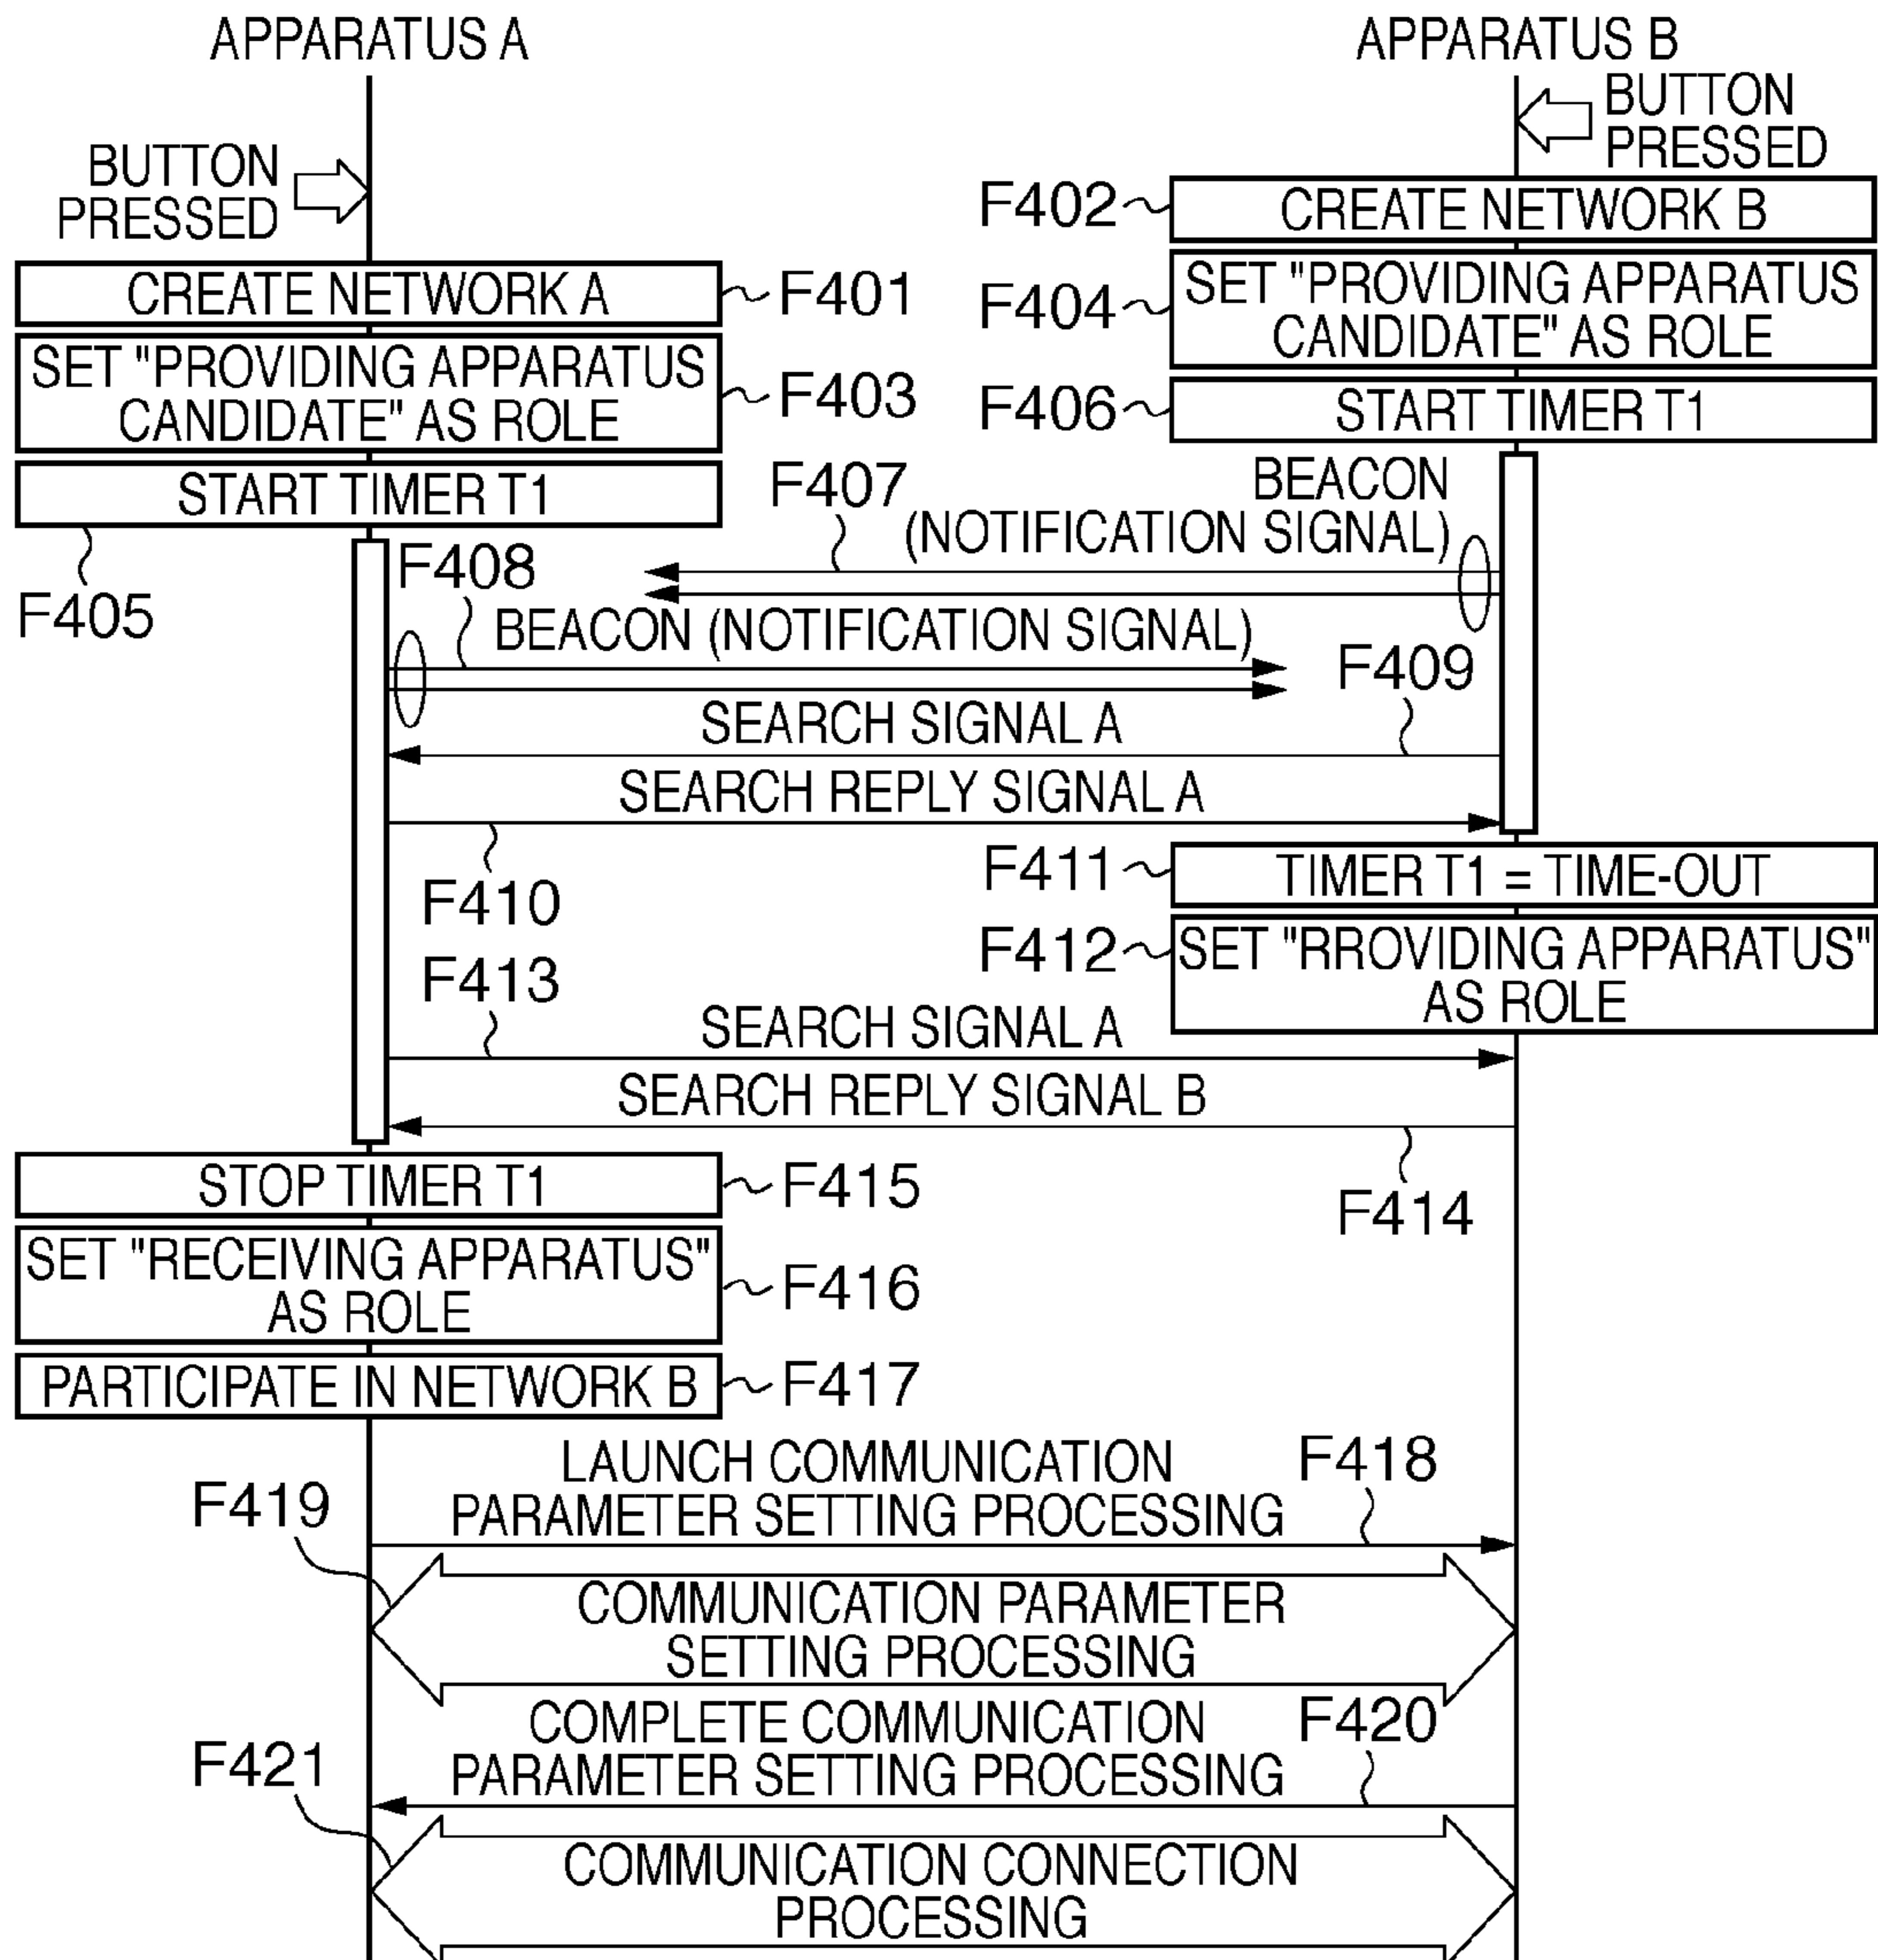 APPARATUS A
APPARATUS B
BUTTON
PRESSED
BUTTON
PRESSED
F402
CREATE NETWORK B
CREATE NETWORK A
F401
F404
SET "PROVIDING APPARATUS
CANDIDATE" AS ROLE
SET "PROVIDING APPARATUS
CANDIDATE" AS ROLE
F403
F406
START TIMER T1
START TIMER T1
F405
F407
BEACON
(NOTIFICATION SIGNAL)
F408
BEACON (NOTIFICATION SIGNAL)
F409
SEARCH SIGNAL A
SEARCH REPLY SIGNAL A
F410
F411
TIMER T1 = TIME-OUT
F412
SET "RROVIDING APPARATUS"
AS ROLE
F413
SEARCH SIGNAL A
SEARCH REPLY SIGNAL B
F414
STOP TIMER T1
F415
SET "RECEIVING APPARATUS"
AS ROLE
F416
PARTICIPATE IN NETWORK B
F417
LAUNCH COMMUNICATION
PARAMETER SETTING PROCESSING
F418
F419
COMMUNICATION PARAMETER
SETTING PROCESSING
COMPLETE COMMUNICATION
PARAMETER SETTING PROCESSING
F420
F421
COMMUNICATION CONNECTION
PROCESSING